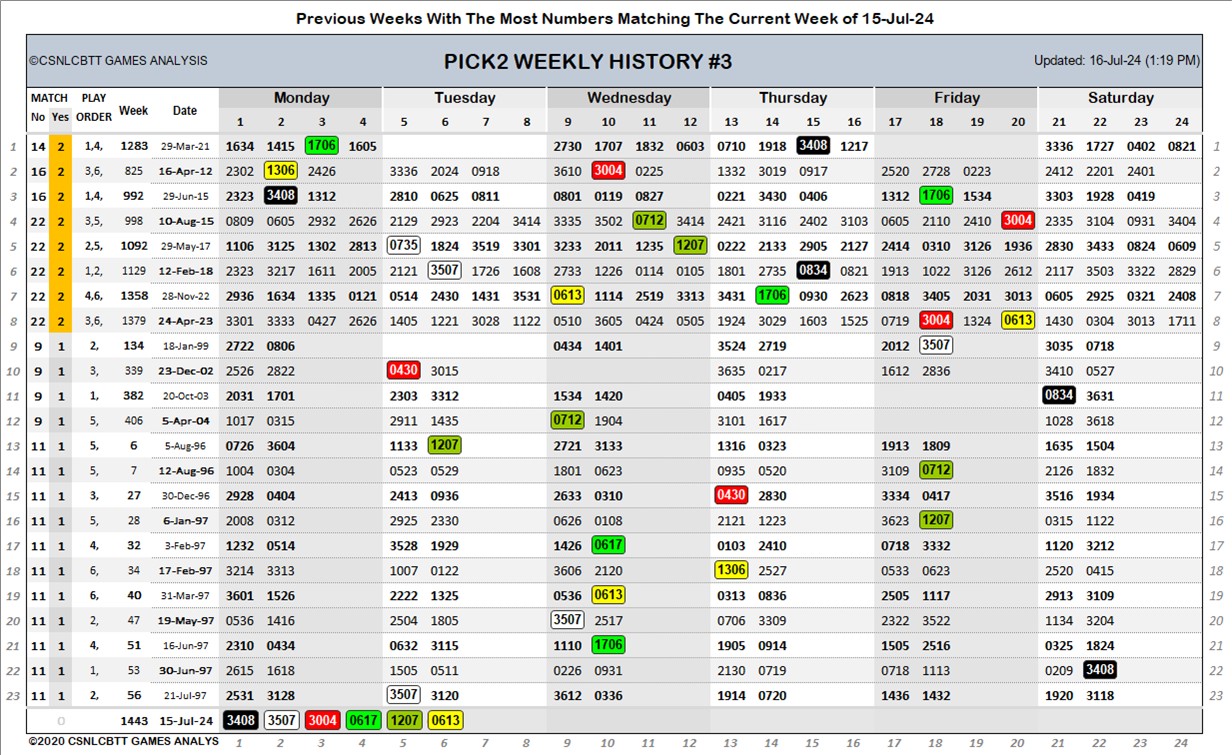 Previous Weeks With The Most Numbers Matching The Current Week of 15-Jul-24
©CSNLCBTT GAMES ANALYSIS PICK2 WEEKLY HISTORY #3 Updated: 16-Jul-24 (1:19 PM)
MATCH PLAY Week Date Monday Tuesday Wednesday Thursday Friday Saturday
No Yes ORDER 1 2 3 4 5 6 7 8 9 10 11 12 13 14 15 16 17 18 19 20 21 22 23 24
1 14 2 1,4, 1283 29-Mar-21 1634 1415 1706 1605 2730 1707 1832 0603 0710 1918 3408 1217 3336 1727 0402 0821 1
2 16 2 3,6, 825 16-Apr-12 2302 1306 2426 3336 2024 0918 3610 3004 0225 1332 3019 0917 2520 2728 0223 2412 2201 2401 2
3 16 2 1,4, 992 29-Jun-15 2323 3408 1312 2810 0625 0811 0801 0119 0827 0221 3430 0406 1312 1706 1534 3303 1928 0419 3
4 22 2 3,5, 998 10-Aug-15 0809 0605 2932 2626 2129 2923 2204 3414 3335 3502 0712 3414 2421 3116 2402 3103 0605 2110 2410 3004 2335 2104 0931 3404 4
5 22 2 2,5, 1092 29-May-17 1106 3125 1302 2813 0735 1824 3519 3301 3233 2011 1235 1207 0222 2133 2905 2127 2414 0310 3126 1936 2830 3433 0824 0609 5
6 22 2 1,2, 1129 12-Feb-18 2323 3217 1611 2005 2121 3507 1726 1608 2733 1226 0114 0105 1801 2735 0834 0821 1913 1022 3126 2612 2117 3503 3322 2829 6
7 22 2 4,6, 1358 28-Nov-22 2936 1634 1335 0121 0514 2430 1431 3531 0613 1114 2519 3313 3431 1706 0930 2623 0818 3405 2031 3013 0605 2925 0321 2408 7
8 22 2 3,6, 1379 24-Apr-23 3301 3333 0427 2626 1405 1221 3028 1122 0510 3605 0424 0505 1924 3029 1603 1525 0719 3004 1324 0613 1430 0304 3013 1711 8
9 9 1 2, 134 18-Jan-99 2722 0806 0434 1401 3524 2719 2012 3507 3035 0718 9
10 9 1 3, 339 23-Dec-02 2526 2822 0430 3015 3635 0217 1612 2836 3410 0527 10
11 9 1 1, 382 20-Oct-03 2031 1701 2303 3312 1534 1420 0405 1933 0834 3631 11
12 9 1 5, 406 5-Apr-04 1017 0315 2911 1435 0712 1904 3101 1617 1028 3618 12
13 11 1 5, 6 5-Aug-96 0726 3604 1133 1207 2721 3133 1316 0323 1913 1809 1635 1504 13
14 11 1 5, 7 12-Aug-96 1004 0304 0523 0529 1801 0623 0935 0520 3109 0712 2126 1832 14
15 11 1 3, 27 30-Dec-96 2928 0404 2413 0936 2633 0310 0430 2830 3334 0417 3516 1934 15
16 11 1 5, 28 6-Jan-97 2008 0312 2925 2330 0626 0108 2121 1223 3623 1207 0315 1122 16
17 11 1 4, 32 3-Feb-97 1232 0514 3528 1929 1426 0617 0103 2410 0718 3332 1120 3212 17
18 11 1 6, 34 17-Feb-97 3214 3313 1007 0122 3606 2120 1306 2527 0533 0623 2520 0415 18
19 11 1 6, 40 31-Mar-97 3601 1526 2222 1325 0536 0613 0313 0836 2505 1117 2913 3109 19
20 11 1 2, 47 19-May-97 0536 1416 2504 1805 3507 2517 0706 3309 2322 3522 1134 3204 20
21 11 1 4, 51 16-Jun-97 2310 0434 0632 3115 1110 1706 1905 0914 1505 2516 0325 1824 21
22 11 1 1, 53 30-Jun-97 2615 1618 1505 0511 0226 0931 2130 0719 0718 1113 0209 3408 22
23 11 1 2, 56 21-Jul-97 2531 3128 3507 3120 3612 0336 1914 0720 1436 1432 1920 3118 23
0 1443 15-Jul-24 3408 3507 3004 0617 1207 0613
©2020 CSNLCBTT GAMES ANALYS 1 2 3 4 5 6 7 8 9 10 11 12 13 14 15 16 17 18 19 20 21 22 23 24